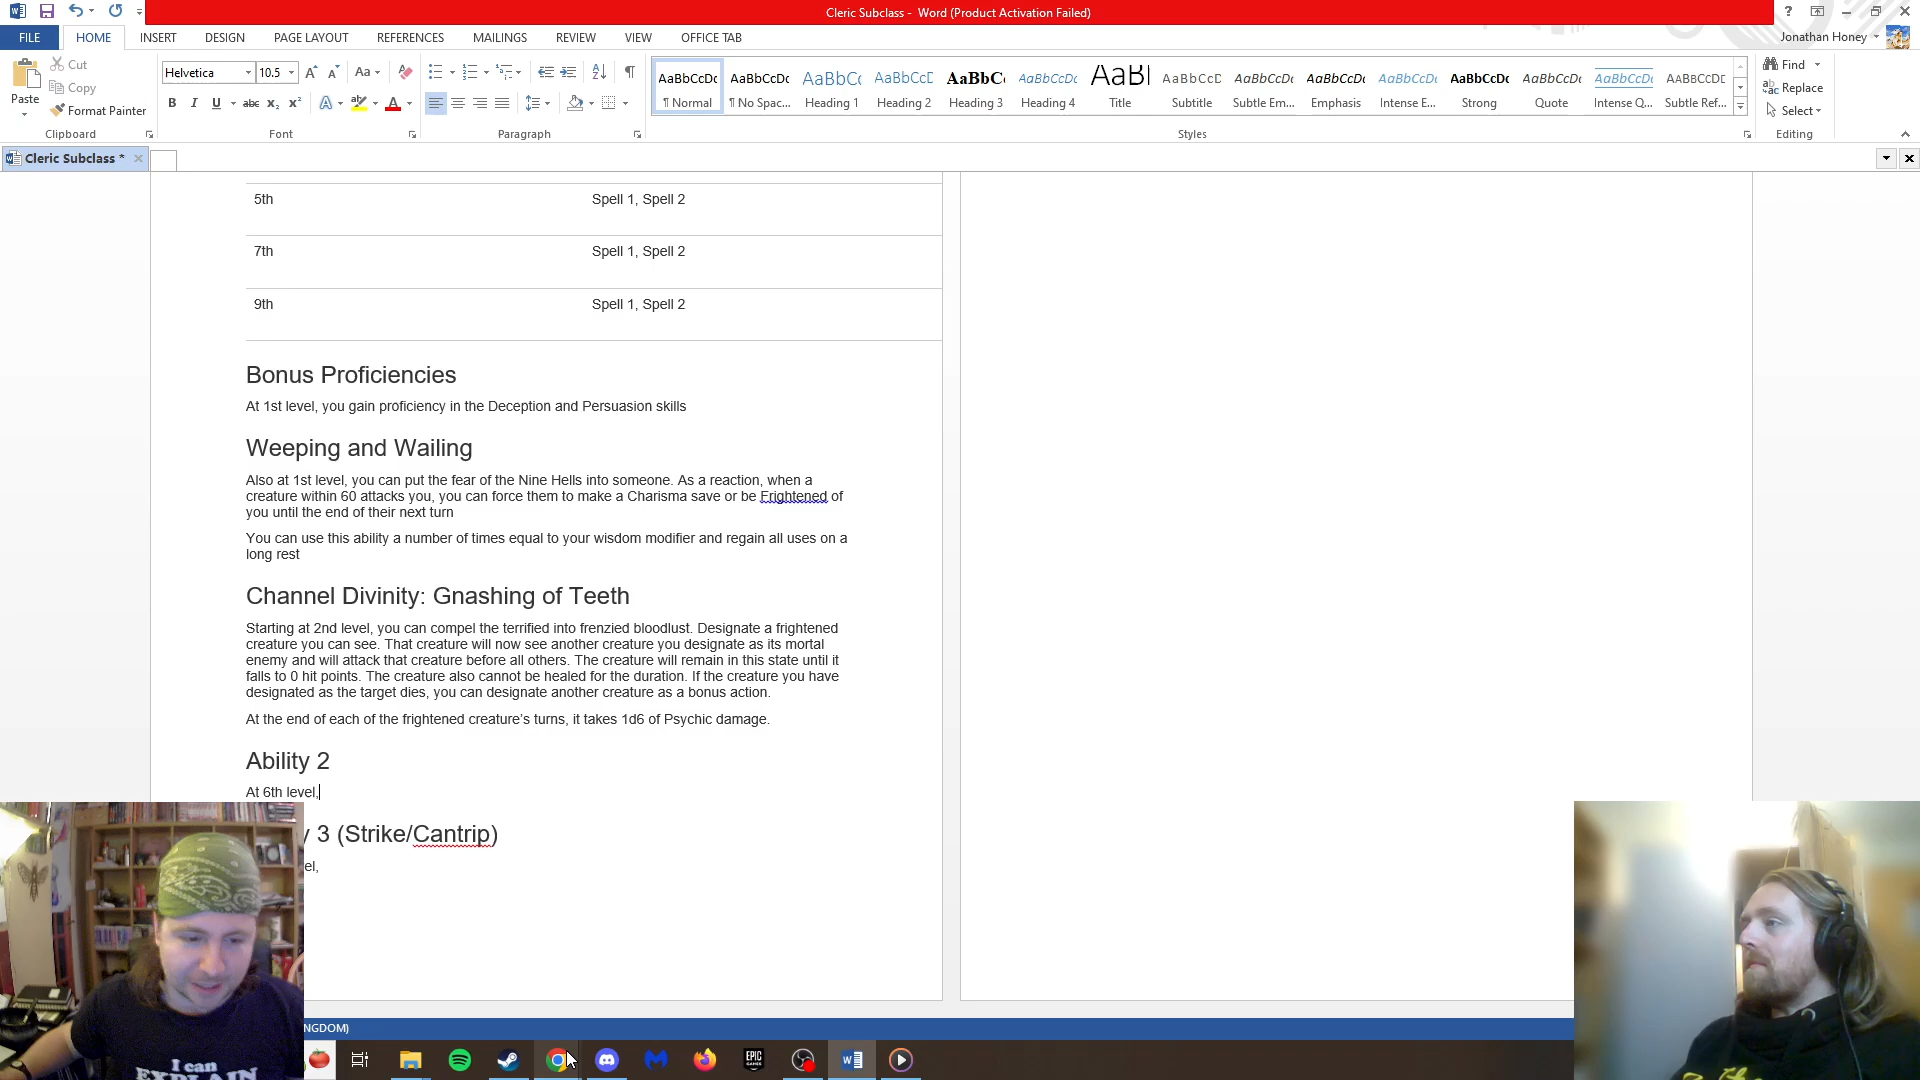 Cleric Subclass - Word (Product Activation Failed)
FILE HOME INSERT DESIGN PAGE LAYOUT REFERENCES MAILINGS REVIEW VIEW OFFICE TAB
Jonathan Honey
Paste
Cut
Copy
Format Painter
Clipboard
Helvetica 10.5
Font
Paragraph
AaBbCcDc AaBbCcDc AaBbCc AaBbCcD AaBbC AaBbCcDc AaBl AaBbCcD AaBbCcDc AaBbCcDc AaBbCcDc AaBbCcDc AaBbCcDc AaBbCcDc AABBCCDE
¶ Normal ¶ No Spac... Heading 1 Heading 2 Heading 3 Heading 4 Title Subtitle Subtle Em... Emphasis Intense E... Strong Quote Intense Q... Subtle Ref...
Styles
Find
Replace
Select
Editing
Cleric Subclass *
5th Spell 1, Spell 2
7th Spell 1, Spell 2
9th Spell 1, Spell 2
Bonus Proficiencies
At 1st level, you gain proficiency in the Deception and Persuasion skills
Weeping and Wailing
Also at 1st level, you can put the fear of the Nine Hells into someone. As a reaction, when a
creature within 60 attacks you, you can force them to make a Charisma save or be Frightened of
you until the end of their next turn
You can use this ability a number of times equal to your wisdom modifier and regain all uses on a
long rest
Channel Divinity: Gnashing of Teeth
Starting at 2nd level, you can compel the terrified into frenzied bloodlust. Designate a frightened
creature you can see. That creature will now see another creature you designate as its mortal
enemy and will attack that creature before all others. The creature will remain in this state until it
falls to 0 hit points. The creature also cannot be healed for the duration. If the creature you have
designated as the target dies, you can designate another creature as a bonus action.
At the end of each of the frightened creature’s turns, it takes 1d6 of Psychic damage.
Ability 2
At 6th level,
y 3 (Strike/Cantrip)
el,
NGDOM)
I can
EXPLAIN
EPIC
GAMES